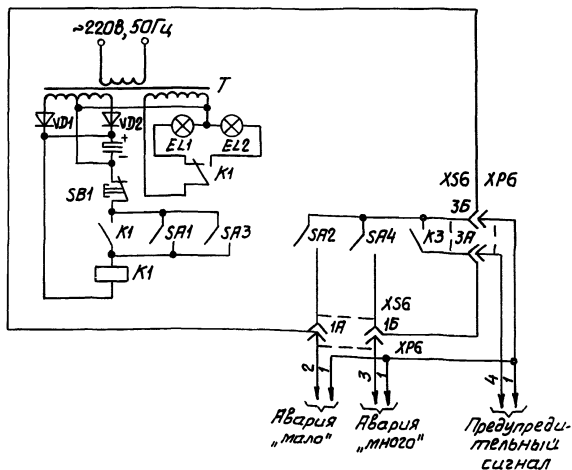 ~220В, 50Гц
T
VD1
VD2
+
−
EL1
EL2
K1
SB1
K1
SA1
SA3
K1
XS6
XP6
3Б
3А
SA2
SA4
K3
XS6
1А
1Б
XP6
2
1
3
1
4
1
Авария
„мало"
Авария
„много"
Предупреди-
тельный
сигнал